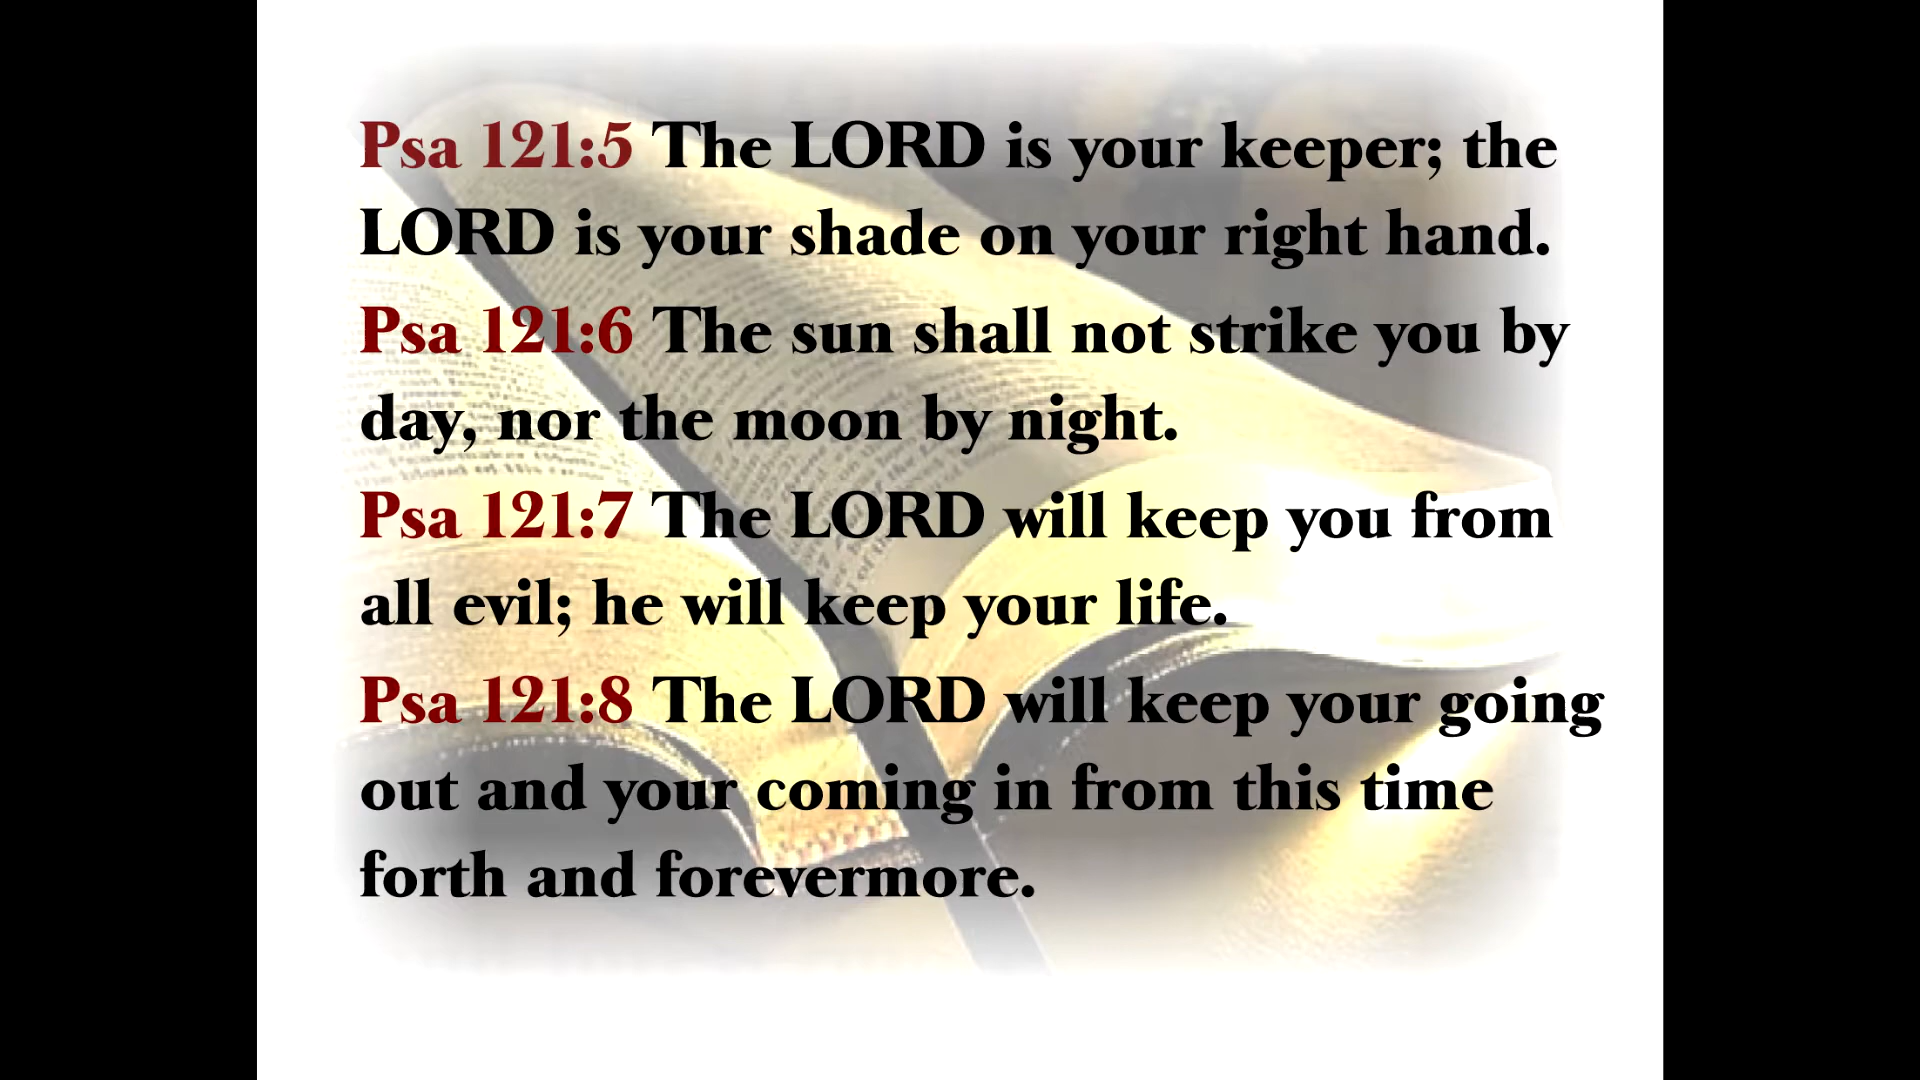 Psa 121:5 The LORD is your keeper; the
LORD is your shade on your right hand.
Psa 121:6 The sun shall not strike you by
day, nor the moon by night.
Psa 121:7 The LORD will keep you from
all evil; he will keep your life.
Psa 121:8 The LORD will keep your going
out and your coming in from this time
forth and forevermore.